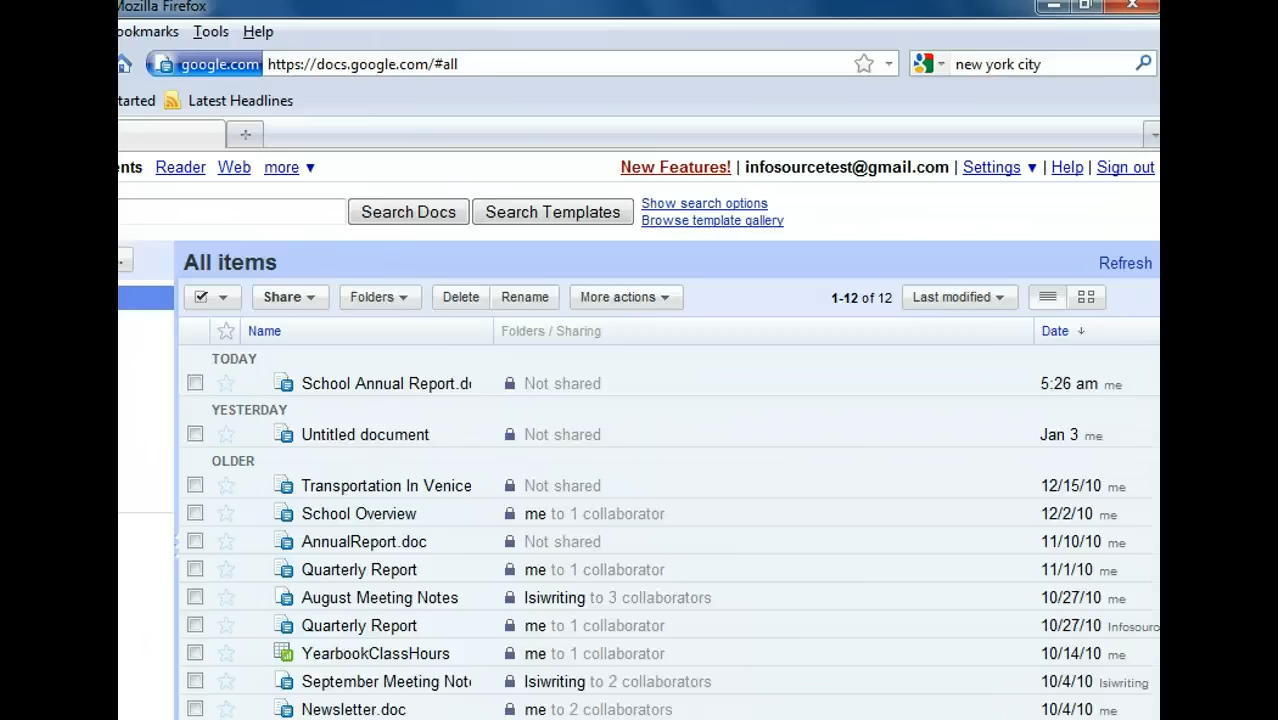 Mozilla Firefox
ookmarks Tools Help
google.com https://docs.google.com/#all new york city
tarted Latest Headlines
nts Reader Web more ▼ New Features! | infosourcetest@gmail.com | Settings ▼ | Help | Sign out
Search Docs Search Templates Show search options
Browse template gallery
All items Refresh
Share Folders Delete Rename More actions 1-12 of 12 Last modified
Name Folders / Sharing Date ↓
TODAY
School Annual Report.do Not shared 5:26 am me
YESTERDAY
Untitled document Not shared Jan 3 me
OLDER
Transportation In Venice Not shared 12/15/10 me
School Overview me to 1 collaborator 12/2/10 me
AnnualReport.doc Not shared 11/10/10 me
Quarterly Report me to 1 collaborator 11/1/10 me
August Meeting Notes lsiwriting to 3 collaborators 10/27/10 me
Quarterly Report me to 1 collaborator 10/27/10 Infosourc
YearbookClassHours me to 1 collaborator 10/14/10 me
September Meeting Not lsiwriting to 2 collaborators 10/4/10 lsiwriting
Newsletter.doc me to 2 collaborators 10/4/10 me